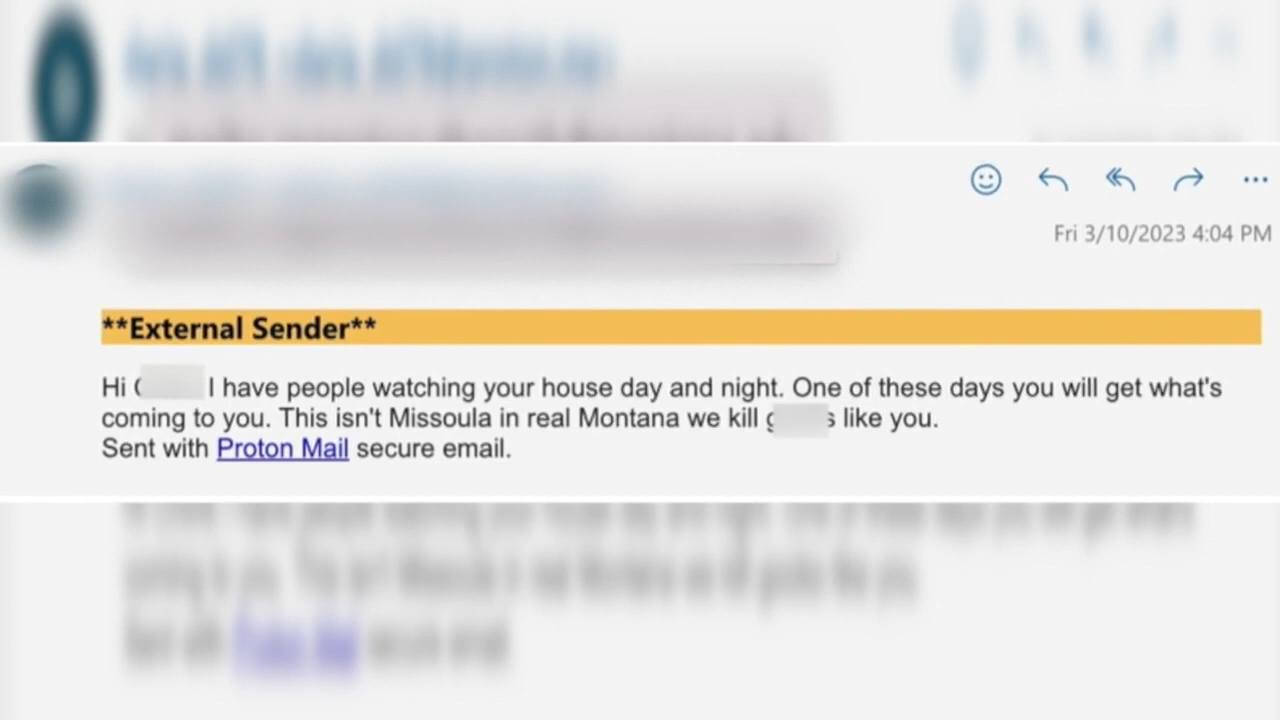 Fri 3/10/2023 4:04 PM
**External Sender**
Hi I have people watching your house day and night. One of these days you will get what's
coming to you. This isn't Missoula in real Montana we kill like you.
Sent with Proton Mail secure email.